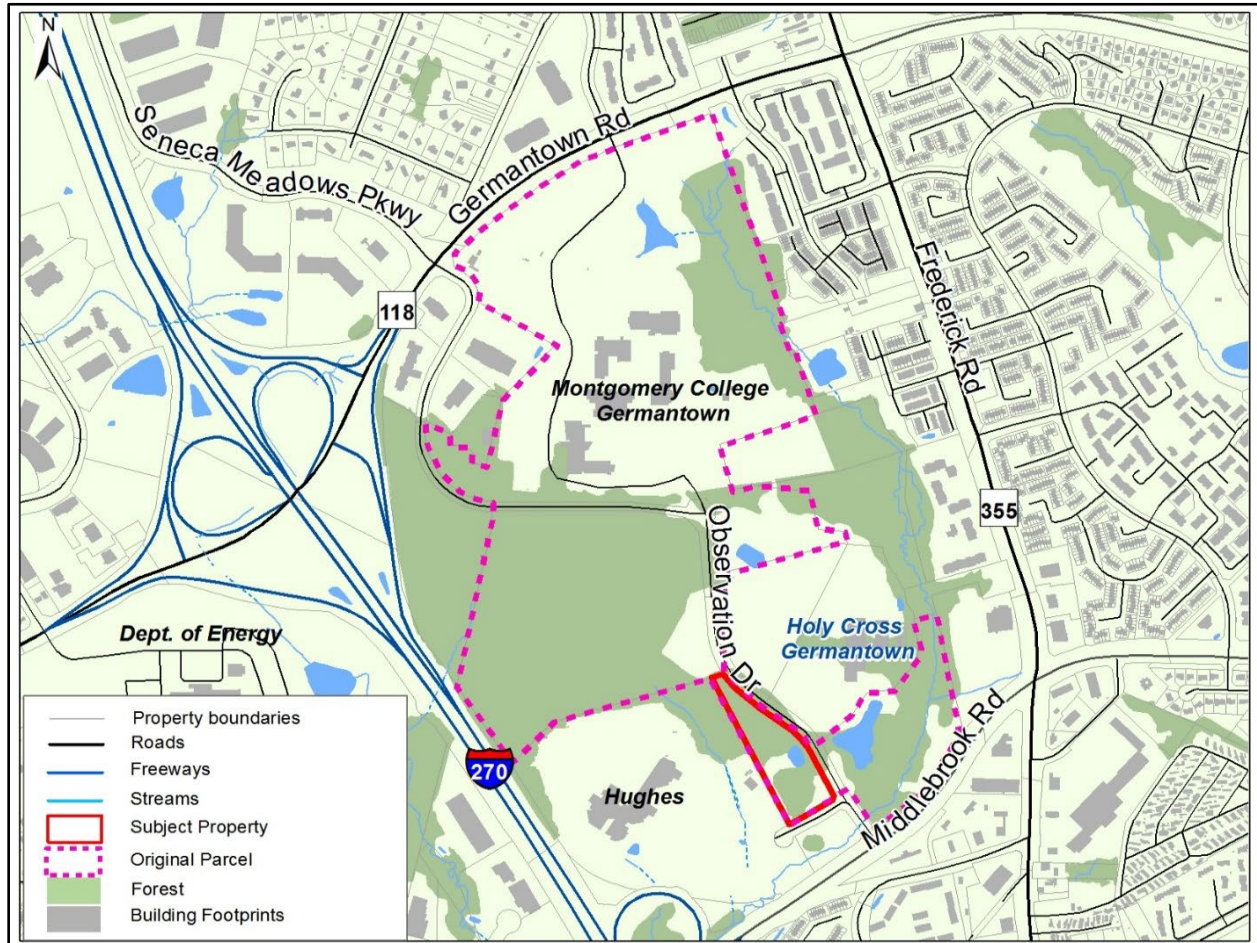 N
Seneca Meadows Pkwy
Germantown Rd
118
Frederick Rd
Montgomery College
Germantown
355
Observation Dr
Dept. of Energy
Holy Cross
Germantown
270
Hughes
Middlebrook Rd
Property boundaries
Roads
Freeways
Streams
Subject Property
Original Parcel
Forest
Building Footprints